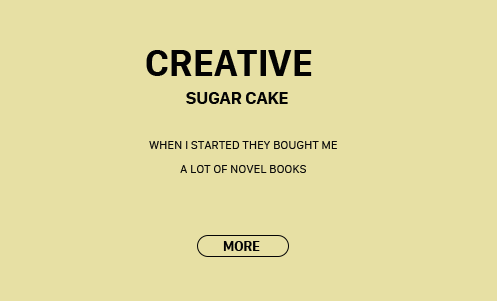 CREATIVE
SUGAR CAKE
WHEN I STARTED THEY BOUGHT ME
A LOT OF NOVEL BOOKS
MORE